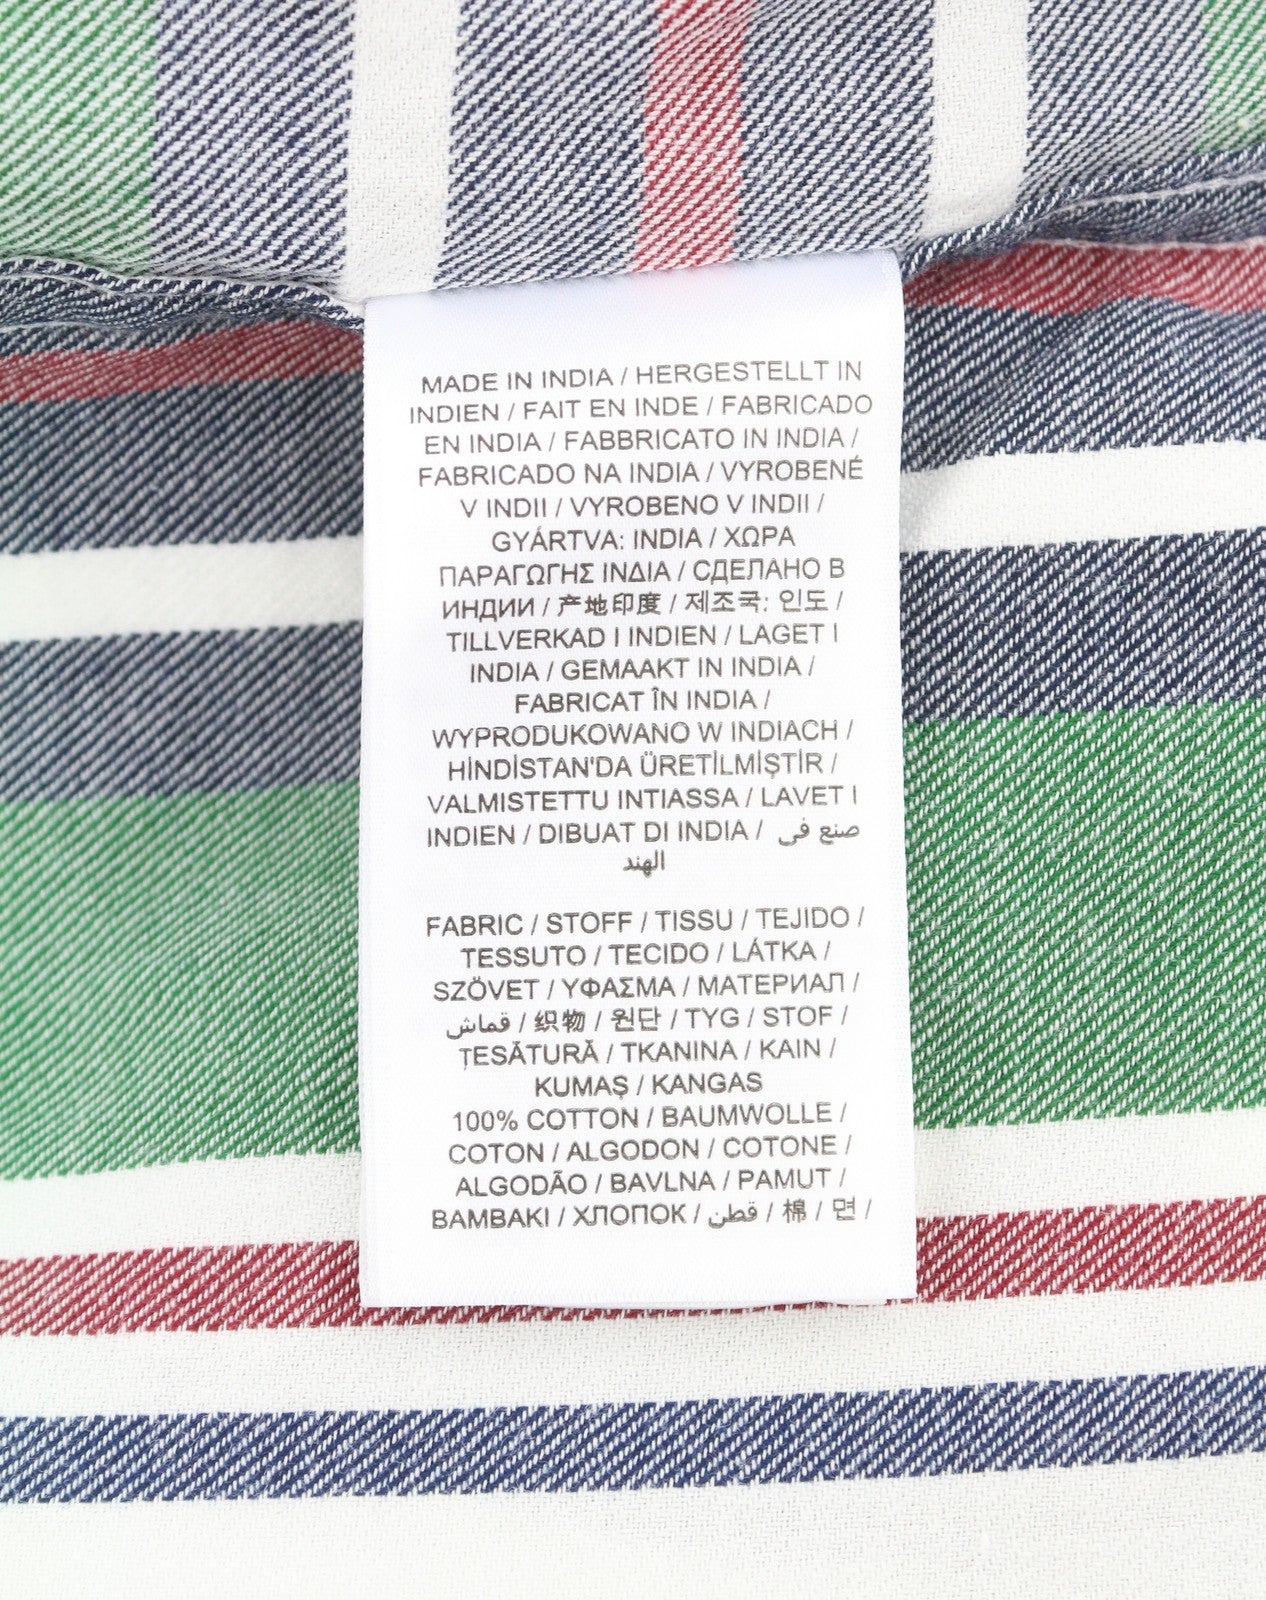 MADE IN INDIA / HERGESTELLT IN
INDIEN / FAIT EN INDE / FABRICADO
EN INDIA / FABBRICATO IN INDIA /
FABRICADO NA INDIA / VYROBENÉ
V INDII / VYROBENO V INDII /
GYÁRTVA: INDIA / ΧΩΡΑ
ΠΑΡΑΓΩΓΗΣ ΙΝΔΙΑ / СДЕЛАНО В
ИНДИИ / 产地印度 / 제조국: 인도 /
TILLVERKAD I INDIEN / LAGET I
INDIA / GEMAAKT IN INDIA /
FABRICAT ÎN INDIA /
WYPRODUKOWANO W INDIACH /
HİNDİSTAN'DA ÜRETİLMİŞTİR /
VALMISTETTU INTIASSA / LAVET I
INDIEN / DIBUAT DI INDIA / صنع في
الهند
FABRIC / STOFF / TISSU / TEJIDO /
TESSUTO / TECIDO / LÁTKA /
SZÖVET / ΥΦΑΣΜΑ / МАТЕРИАЛ /
قماش / 织物 / 원단 / TYG / STOF /
ȚESĂTURĂ / TKANINA / KAIN /
KUMAŞ / KANGAS
100% COTTON / BAUMWOLLE /
COTON / ALGODON / COTONE /
ALGODÃO / BAVLNA / PAMUT /
BAMBAKI / ХЛОПОК / قطن / 棉 / 면 /